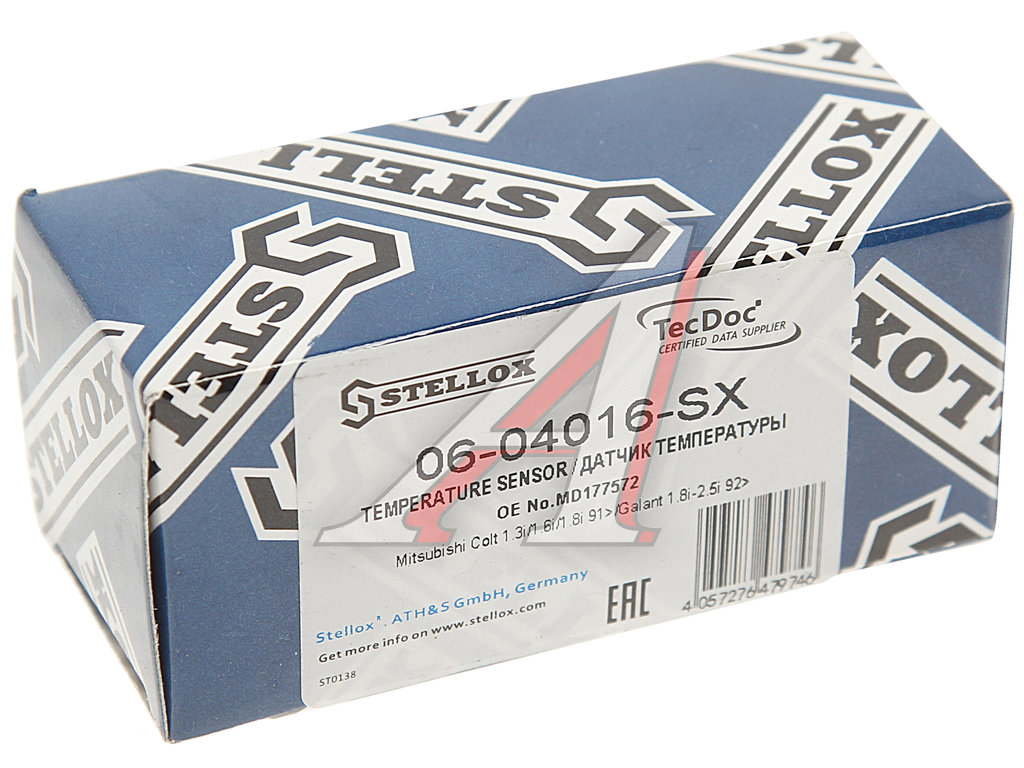 STELLOX
STELL
STELLOX
STELLOX
TecDoc
CERTIFIED DATA SUPPLIER
STELLOX
06-04016-SX
TEMPERATURE SENSOR /ДАТЧИК ТЕМПЕРАТУРЫ
OE No.MD177572
Mitsubishi Colt 1.3i/1.6i/1.8i 91>/Galant 1.8i-2.5i 92>
4 057276 479746
EAC
Stellox*. ATH&S GmbH, Germany
Get more info on www.stellox.com
ST0138